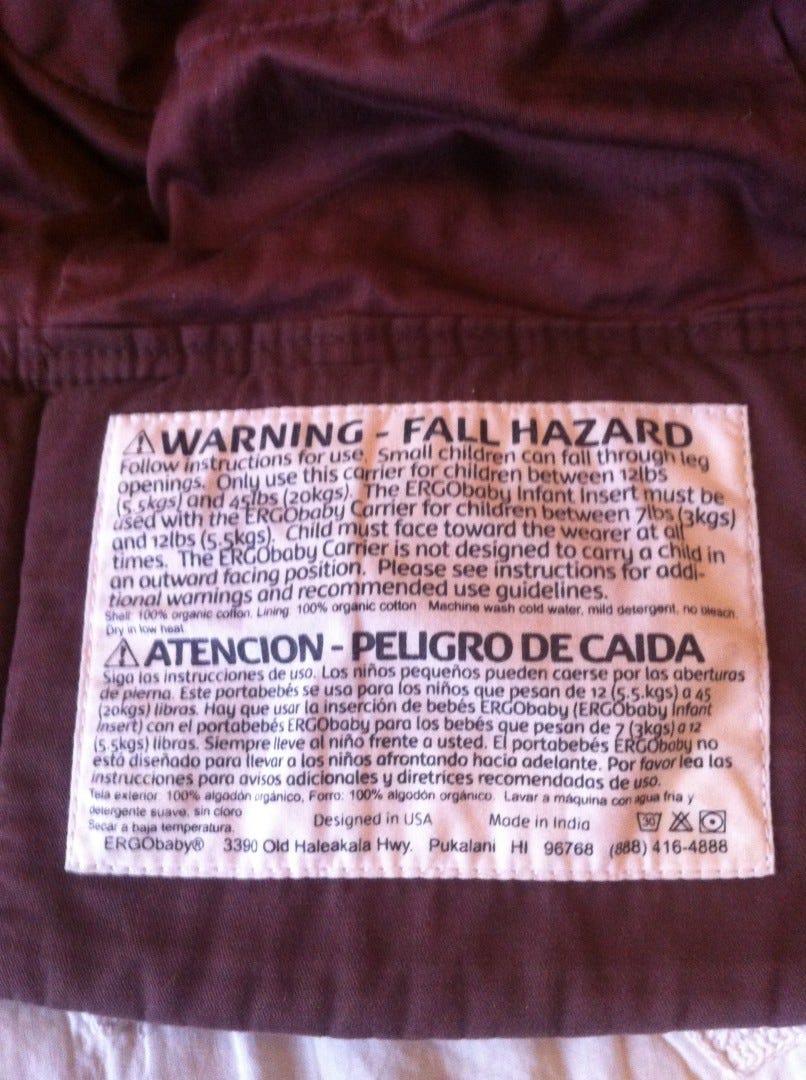 WARNING - FALL HAZARD
Follow instructions for use. Small children can fall through leg
openings. Only use this carrier for children between 12lbs
(5.5kgs) and 45lbs (20kgs). The ERGObaby Infant Insert must be
used with the ERGObaby Carrier for children between 7lbs (3kgs)
and 12lbs (5.5kgs). Child must face toward the wearer at all
times. The ERGObaby Carrier is not designed to carry a child in
an outward facing position. Please see instructions for addi-
tional warnings and recommended use guidelines.
Shell: 100% organic cotton. Lining: 100% organic cotton Machine wash cold water, mild detergent, no bleach.
Dry in low heat
ATENCION - PELIGRO DE CAIDA
Siga las instrucciones de uso. Los niños pequeños pueden caerse por las aberturas
de pierna. Este portabebés se usa para los niños que pesan de 12 (5.5.kgs) a 45
(20kgs) libras. Hay que usar la inserción de bebés ERGObaby (ERGObaby Infant
Insert) con el portabebés ERGObaby para los bebés que pesan de 7 (3kgs) a 12
(5.5kgs) libras. Siempre lleve al niño frente a usted. El portabebés ERGObaby no
está diseñado para llevar a los niños afrontando hacia adelante. Por favor lea las
instrucciones para avisos adicionales y diretrices recomendadas de uso.
Tela exterior: 100% algodón orgánico, Forro: 100% algodón orgánico. Lavar a máquina con agua fria y
detergente suave, sin cloro
Secar a baja temperatura. Designed in USA Made in India 30
ERGObaby® 3390 Old Haleakala Hwy. Pukalani HI 96768 (888) 416-4888